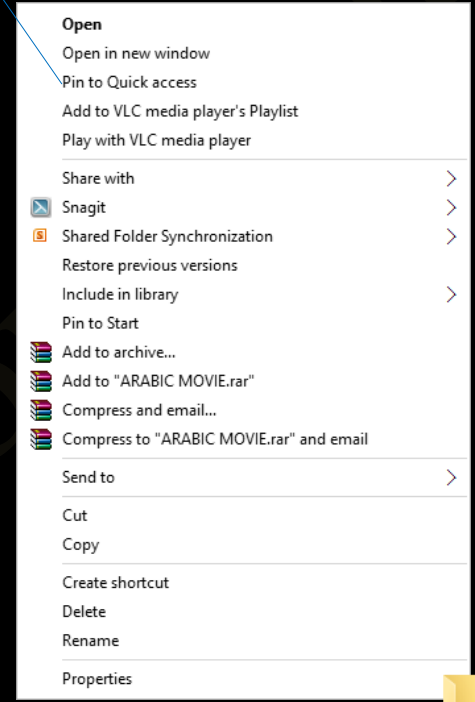 Open
Open in new window
Pin to Quick access
Add to VLC media player's Playlist
Play with VLC media player
Share with
Snagit
Shared Folder Synchronization
Restore previous versions
Include in library
Pin to Start
Add to archive...
Add to "ARABIC MOVIE.rar"
Compress and email...
Compress to "ARABIC MOVIE.rar" and email
Send to
Cut
Copy
Create shortcut
Delete
Rename
Properties